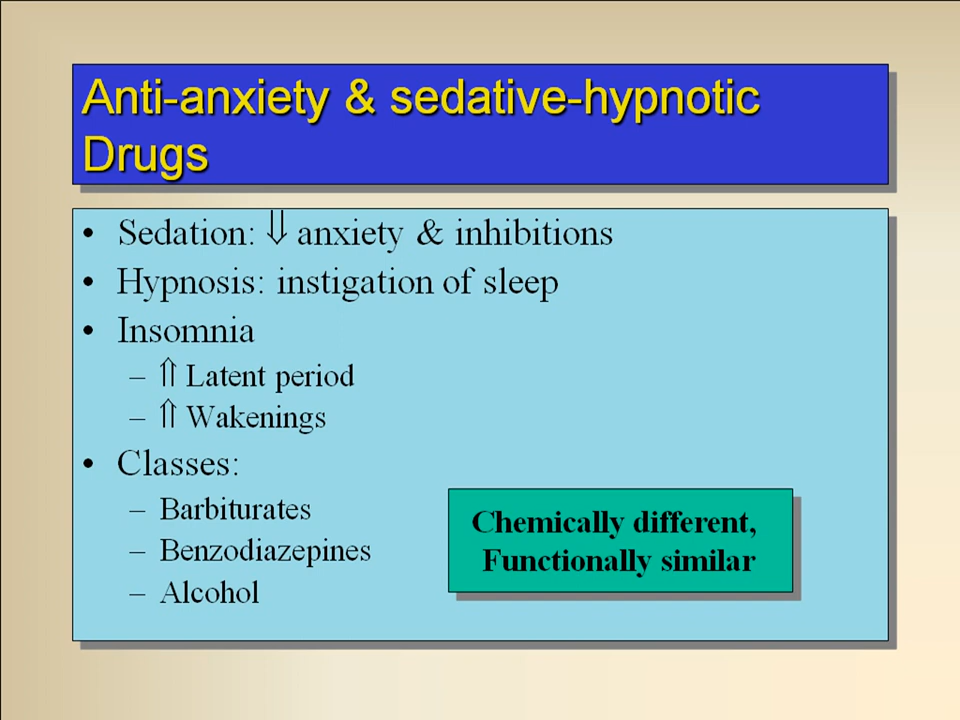 Anti-anxiety & sedative-hypnotic
Drugs
• Sedation: ⇓ anxiety & inhibitions
• Hypnosis: instigation of sleep
• Insomnia
– ⇑ Latent period
– ⇑ Wakenings
• Classes:
– Barbiturates
– Benzodiazepines
– Alcohol
Chemically different,
Functionally similar